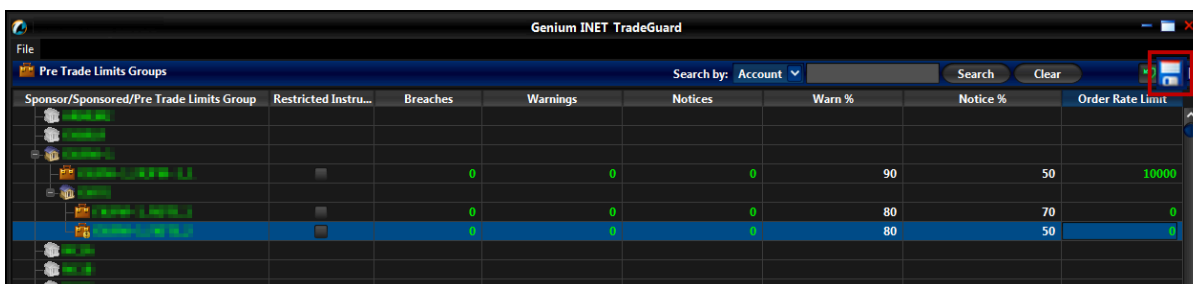 Genium INET TradeGuard
File
Pre Trade Limits Groups Search by: Account Search Clear
Sponsor/Sponsored/Pre Trade Limits Group Restricted Instru... Breaches Warnings Notices Warn % Notice % Order Rate Limit
0 0 0 90 50 10000
0 0 0 80 70 0
0 0 0 80 50 0